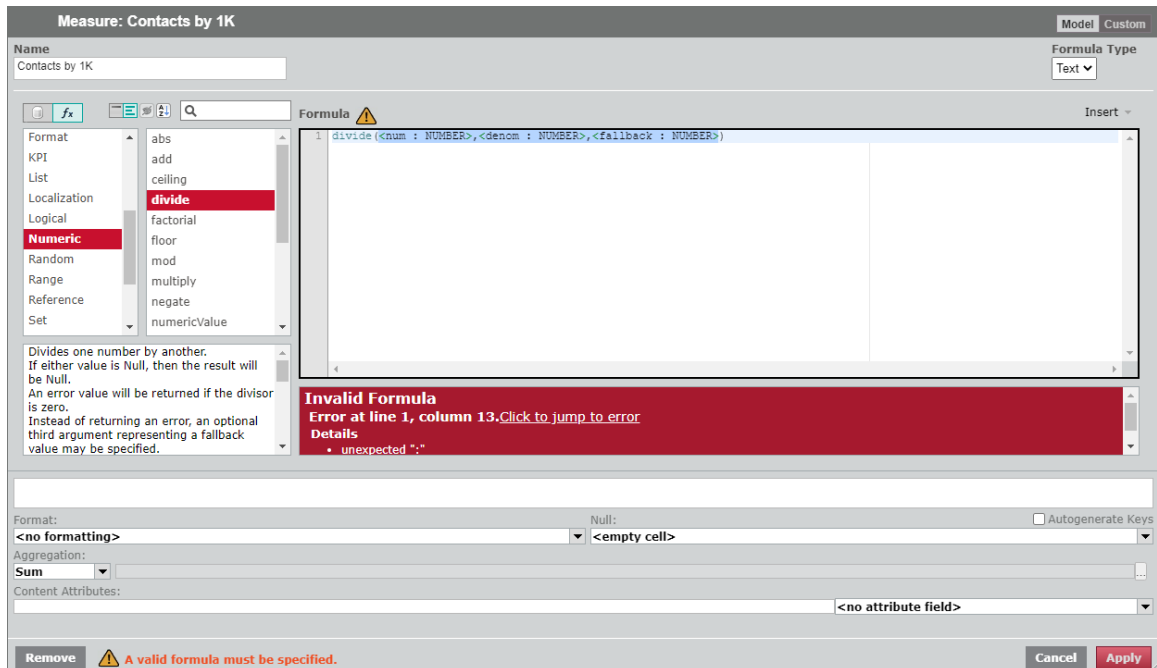 Measure: Contacts by 1K
Model Custom
Name
Formula Type
Contacts by 1K
Text
fx
Formula
Insert
Format
KPI
List
Localization
Logical
Numeric
Random
Range
Reference
Set
abs
add
ceiling
divide
factorial
floor
mod
multiply
negate
numericValue
1 divide(<num : NUMBER>,<denom : NUMBER>,<fallback : NUMBER>)
Divides one number by another.
If either value is Null, then the result will
be Null.
An error value will be returned if the divisor
is zero.
Instead of returning an error, an optional
third argument representing a fallback
value may be specified.
Invalid Formula
Error at line 1, column 13.Click to jump to error
Details
• unexpected ":"
Format:
Null:
Autogenerate Keys
<no formatting>
<empty cell>
Aggregation:
Sum
...
Content Attributes:
<no attribute field>
Remove
A valid formula must be specified.
Cancel
Apply